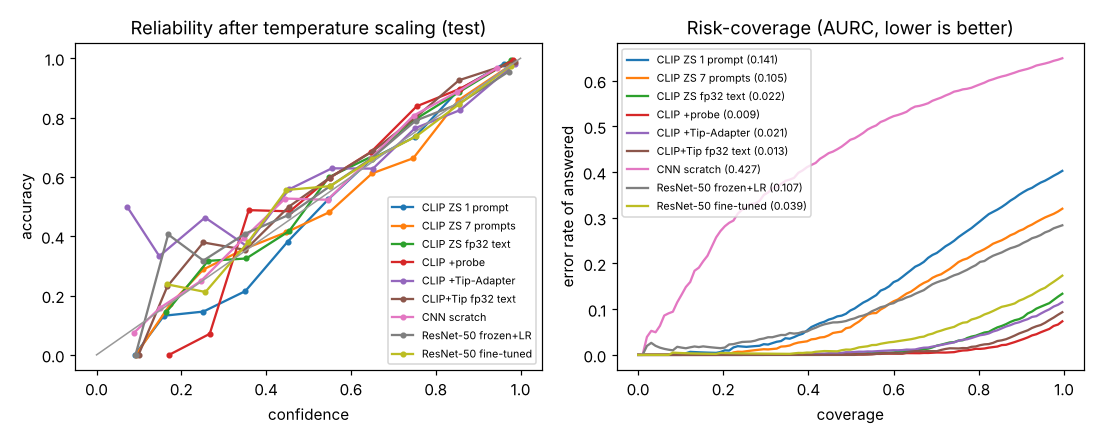 Reliability after temperature scaling (test)
accuracy
1.0
0.8
0.6
0.4
0.2
0.0
CLIP ZS 1 prompt
CLIP ZS 7 prompts
CLIP ZS fp32 text
CLIP +probe
CLIP +Tip-Adapter
CLIP+Tip fp32 text
CNN scratch
ResNet-50 frozen+LR
ResNet-50 fine-tuned
0.0 0.2 0.4 0.6 0.8 1.0
confidence
Risk-coverage (AURC, lower is better)
error rate of answered
0.6
0.5
0.4
0.3
0.2
0.1
0.0
CLIP ZS 1 prompt (0.141)
CLIP ZS 7 prompts (0.105)
CLIP ZS fp32 text (0.022)
CLIP +probe (0.009)
CLIP +Tip-Adapter (0.021)
CLIP+Tip fp32 text (0.013)
CNN scratch (0.427)
ResNet-50 frozen+LR (0.107)
ResNet-50 fine-tuned (0.039)
0.0 0.2 0.4 0.6 0.8 1.0
coverage